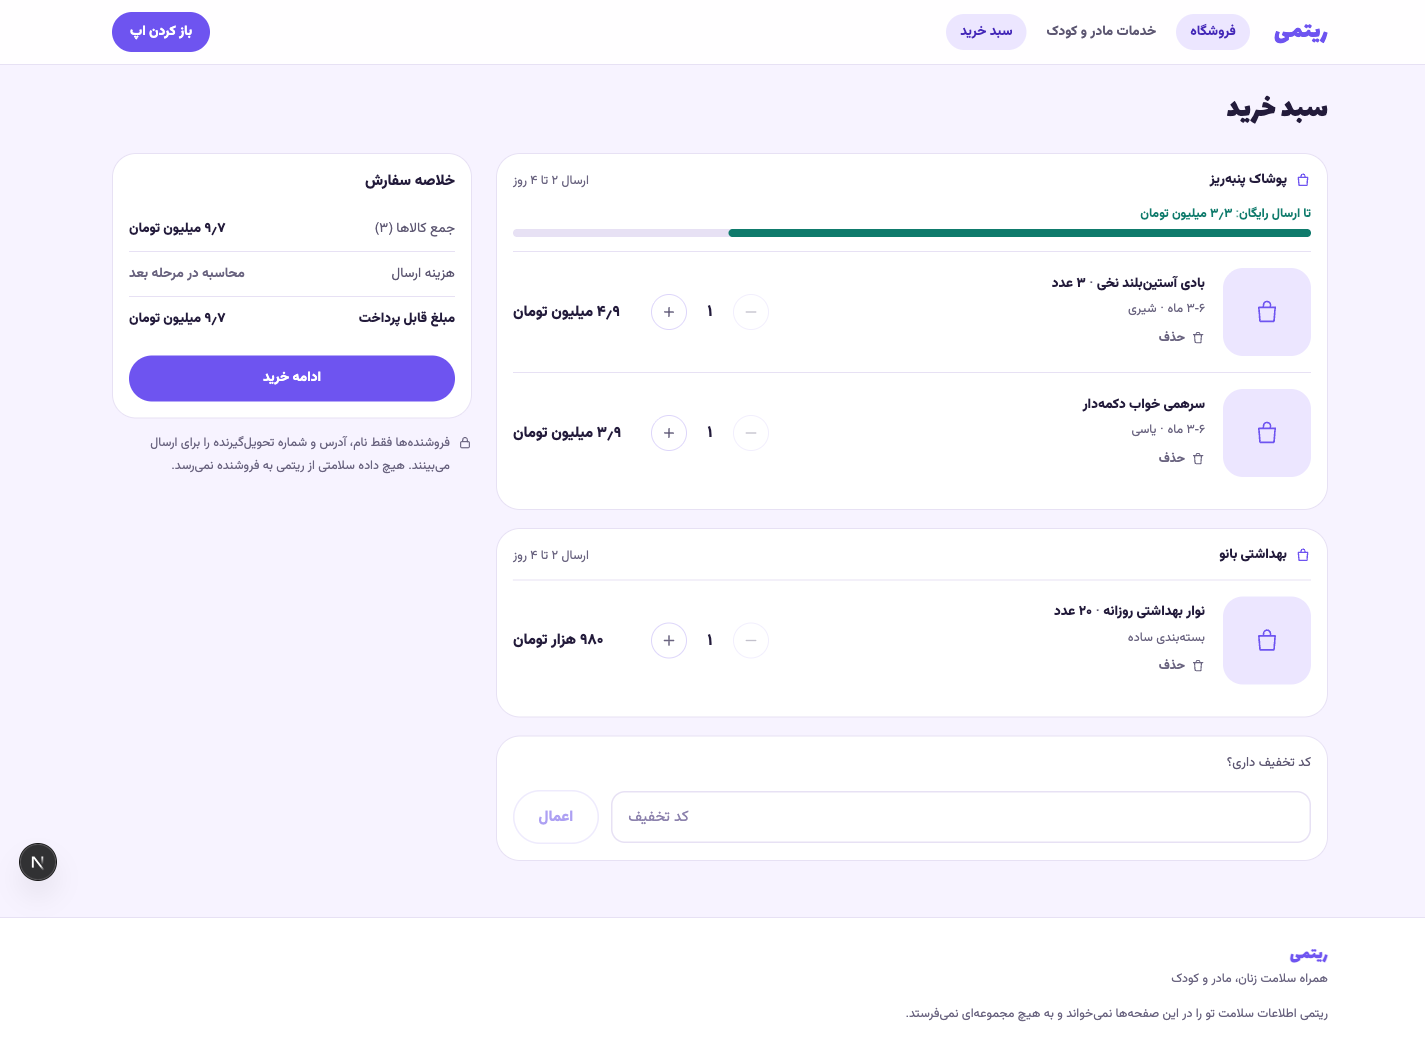 ریتمی
فروشگاه
خدمات مادر و کودک
سبد خرید
باز کردن اپ
سبد خرید
پوشاک پنبه‌ریز
ارسال ۲ تا ۴ روز
تا ارسال رایگان: ۳٫۳ میلیون تومان
بادی آستین‌بلند نخی · ۳ عدد
۳-۶ ماه · شیری
حذف
۱
۴٫۹ میلیون تومان
سرهمی خواب دکمه‌دار
۳-۶ ماه · یاسی
حذف
۱
۳٫۹ میلیون تومان
بهداشتی بانو
ارسال ۲ تا ۴ روز
نوار بهداشتی روزانه · ۲۰ عدد
بسته‌بندی ساده
حذف
۱
۹۸۰ هزار تومان
کد تخفیف داری؟
کد تخفیف
اعمال
خلاصه سفارش
جمع کالاها (۳)
۹٫۷ میلیون تومان
هزینه ارسال
محاسبه در مرحله بعد
مبلغ قابل پرداخت
۹٫۷ میلیون تومان
ادامه خرید
فروشنده‌ها فقط نام، آدرس و شماره تحویل‌گیرنده را برای ارسال
می‌بینند. هیچ داده سلامتی از ریتمی به فروشنده نمی‌رسد.
N
ریتمی
همراه سلامت زنان، مادر و کودک
ریتمی اطلاعات سلامت تو را در این صفحه‌ها نمی‌خواند و به هیچ مجموعه‌ای نمی‌فرستد.